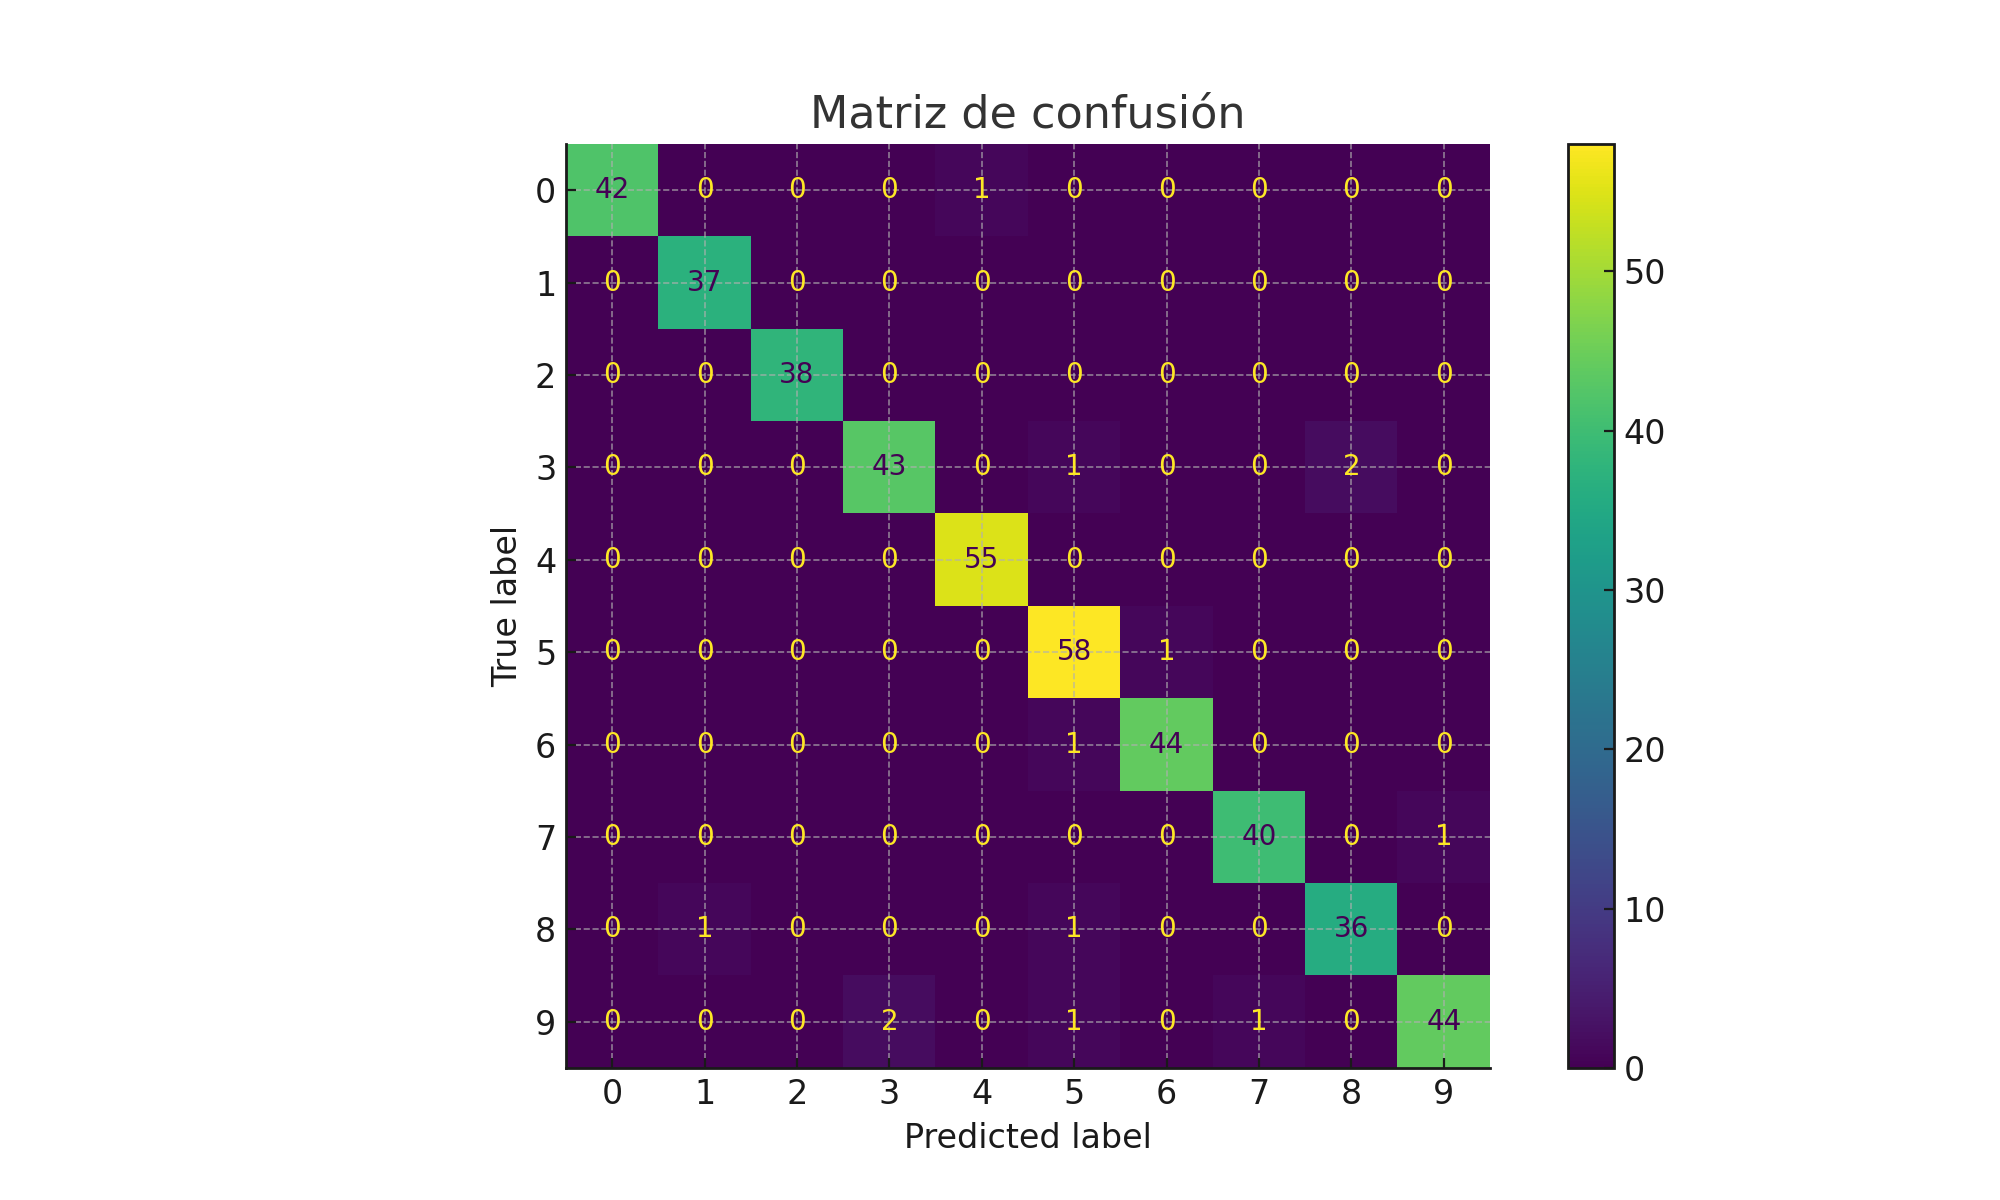 Matriz de confusión
0 42 0 0 0 1 0 0 0 0 0
1 0 37 0 0 0 0 0 0 0 0
2 0 0 38 0 0 0 0 0 0 0
3 0 0 0 43 0 1 0 0 2 0
4 0 0 0 0 55 0 0 0 0 0
5 0 0 0 0 0 58 1 0 0 0
6 0 0 0 0 0 1 44 0 0 0
7 0 0 0 0 0 0 0 40 0 1
8 0 1 0 0 0 1 0 0 36 0
9 0 0 0 2 0 1 0 1 0 44
0 1 2 3 4 5 6 7 8 9
Predicted label
True label
50
40
30
20
10
0